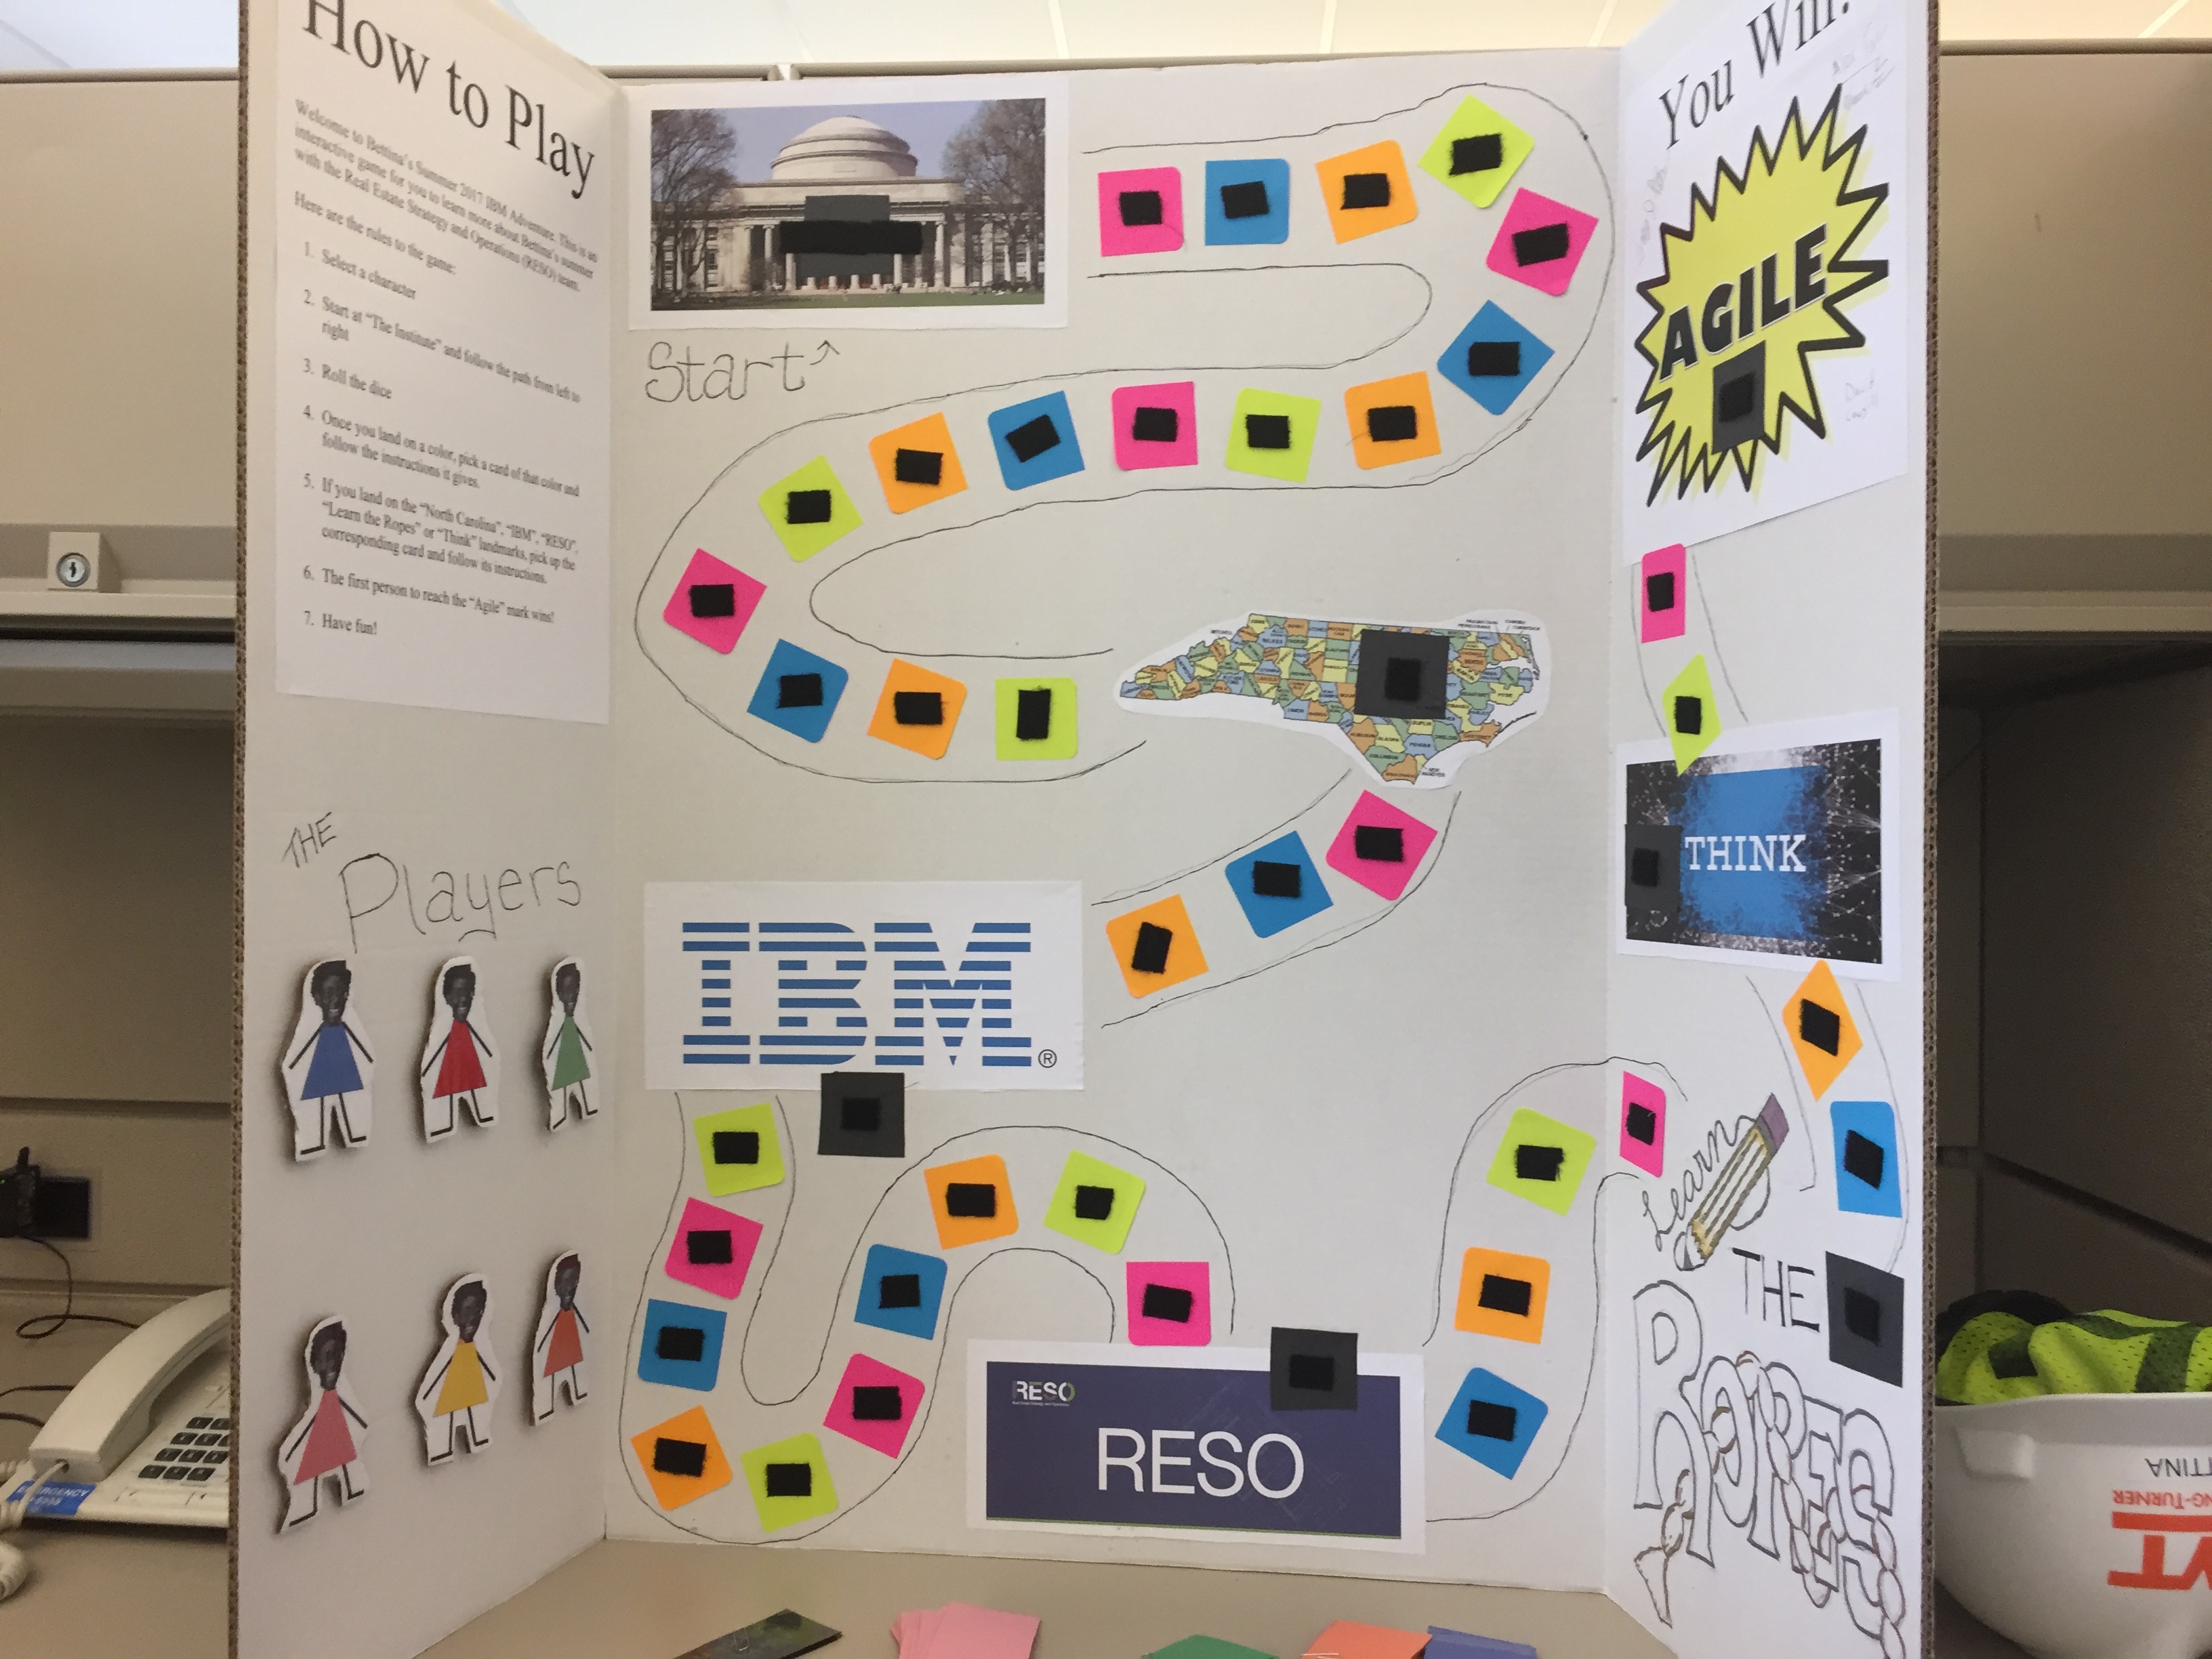 How to Play
Welcome to Bettina's Summer 2017 IBM Adventure. This is an
interactive game for you to learn more about Bettina's summer
with the Real Estate Strategy and Operations (RESO) team.
Here are the rules to the game:
1. Select a character
2. Start at "The Institute" and follow the path from left to
right
3. Roll the dice
4. Once you land on a color, pick a card of that color and
follow the instructions it gives.
5. If you land on the "North Carolina", "IBM", "RESO",
"Learn the Ropes" or "Think" landmarks, pick up the
corresponding card and follow its instructions.
6. The first person to reach the "Agile" mark wins!
7. Have fun!
THE
Players
Start
IBM®
RESO
RESO
You Win!
AGILE
THINK
Learn
THE
ROPES
EMERGENCY
TTINA
NG-TURNER